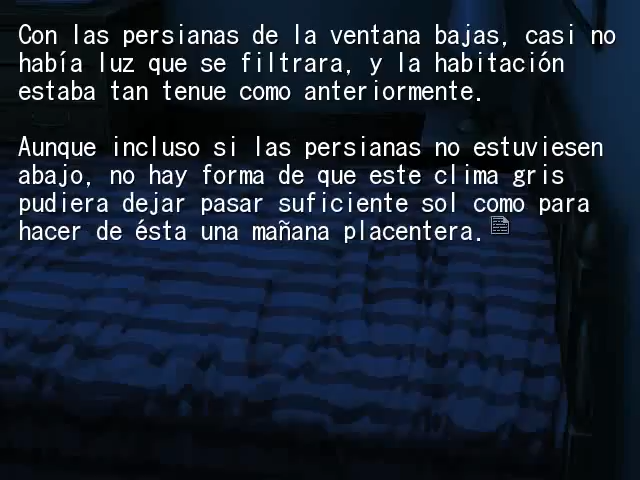 Con las persianas de la ventana bajas, casi no
había luz que se filtrara, y la habitación
estaba tan tenue como anteriormente.
Aunque incluso si las persianas no estuviesen
abajo, no hay forma de que este clima gris
pudiera dejar pasar suficiente sol como para
hacer de ésta una mañana placentera.